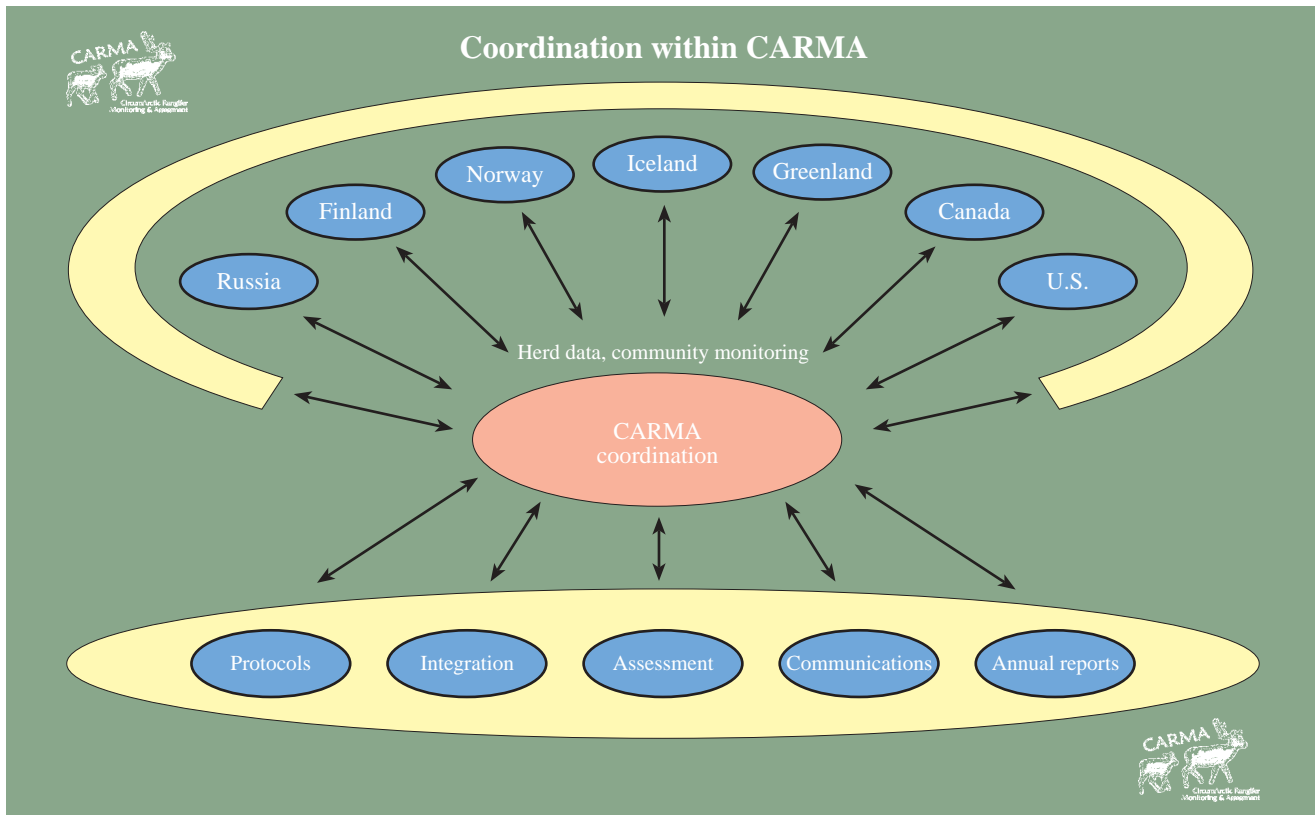 CARMA
CircumArctic Rangifer
Monitoring & Assessment
Coordination within CARMA
Iceland
Greenland
Norway
Finland
Canada
Russia
U.S.
Herd data, community monitoring
CARMA
coordination
Protocols
Integration
Assessment
Communications
Annual reports
CARMA
CircumArctic Rangifer
Monitoring & Assessment